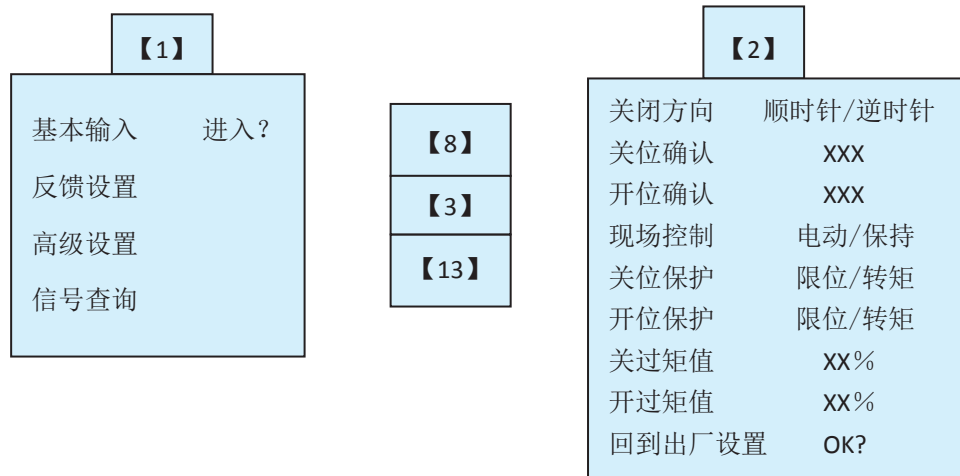 【1】
基本输入 进入？
反馈设置
高级设置
信号查询
【8】
【3】
【13】
【2】
关闭方向 顺时针/逆时针
关位确认 XXX
开位确认 XXX
现场控制 电动/保持
关位保护 限位/转矩
开位保护 限位/转矩
关过矩值 XX％
开过矩值 XX％
回到出厂设置 OK?